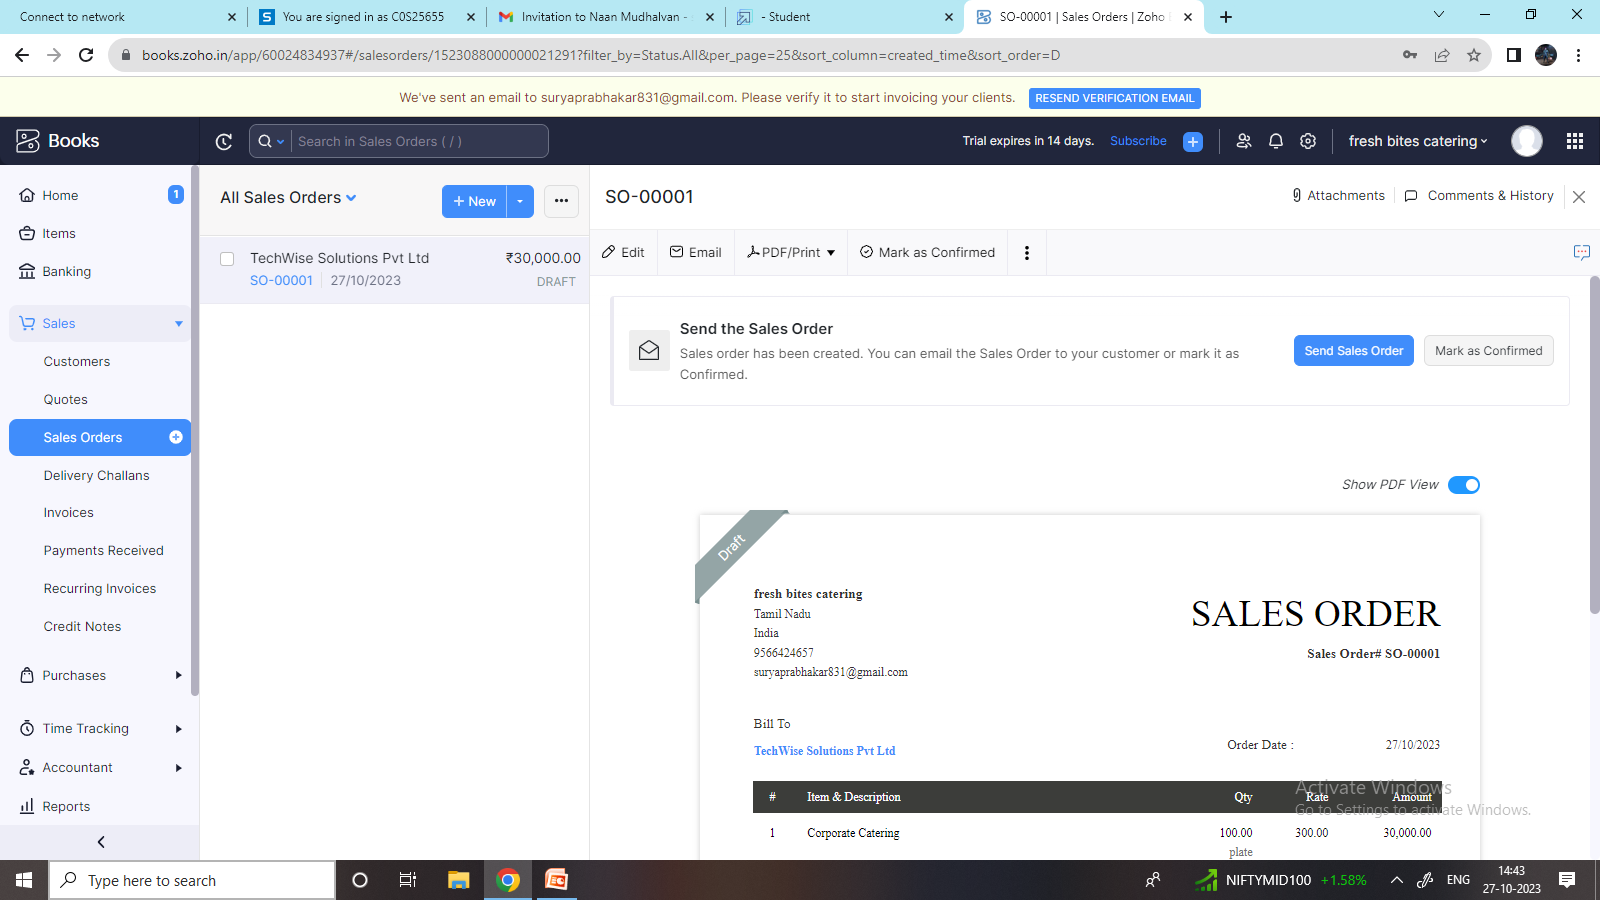 Connect to network
You are signed in as C0S25655
Invitation to Naan Mudhalvan -
- Student
SO-00001 | Sales Orders | Zoho
books.zoho.in/app/60024834937#/salesorders/1523088000000021291?filter_by=Status.All&per_page=25&sort_column=created_time&sort_order=D
We've sent an email to suryaprabhakar831@gmail.com. Please verify it to start invoicing your clients.
RESEND VERIFICATION EMAIL
Books
Search in Sales Orders ( / )
Trial expires in 14 days.
Subscribe
fresh bites catering
Home
1
Items
Banking
Sales
Customers
Quotes
Sales Orders
Delivery Challans
Invoices
Payments Received
Recurring Invoices
Credit Notes
Purchases
Time Tracking
Accountant
Reports
All Sales Orders
+ New
TechWise Solutions Pvt Ltd
₹30,000.00
SO-00001
27/10/2023
DRAFT
SO-00001
Attachments
Comments & History
Edit
Email
PDF/Print
Mark as Confirmed
Send the Sales Order
Sales order has been created. You can email the Sales Order to your customer or mark it as
Confirmed.
Send Sales Order
Mark as Confirmed
Show PDF View
Draft
fresh bites catering
Tamil Nadu
India
9566424657
suryaprabhakar831@gmail.com
SALES ORDER
Sales Order# SO-00001
Bill To
TechWise Solutions Pvt Ltd
Order Date :
27/10/2023
# Item & Description Qty Rate Amount
1 Corporate Catering 100.00 300.00 30,000.00
plate
Activate Windows
Go to Settings to activate Windows.
Type here to search
NIFTYMID100 +1.58%
ENG
14:43
27-10-2023